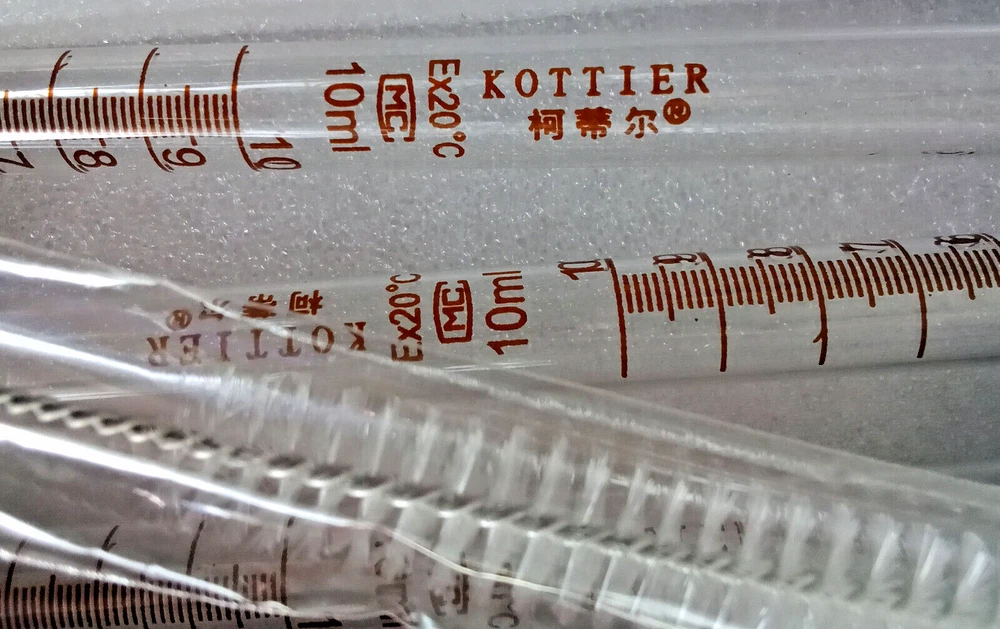 7
8
9
10
10ml
MC
Ex20°C
KOTTIER
柯蒂尔®
KOTTIER
Ex20°C
MC
10ml
10
9
8
7
6